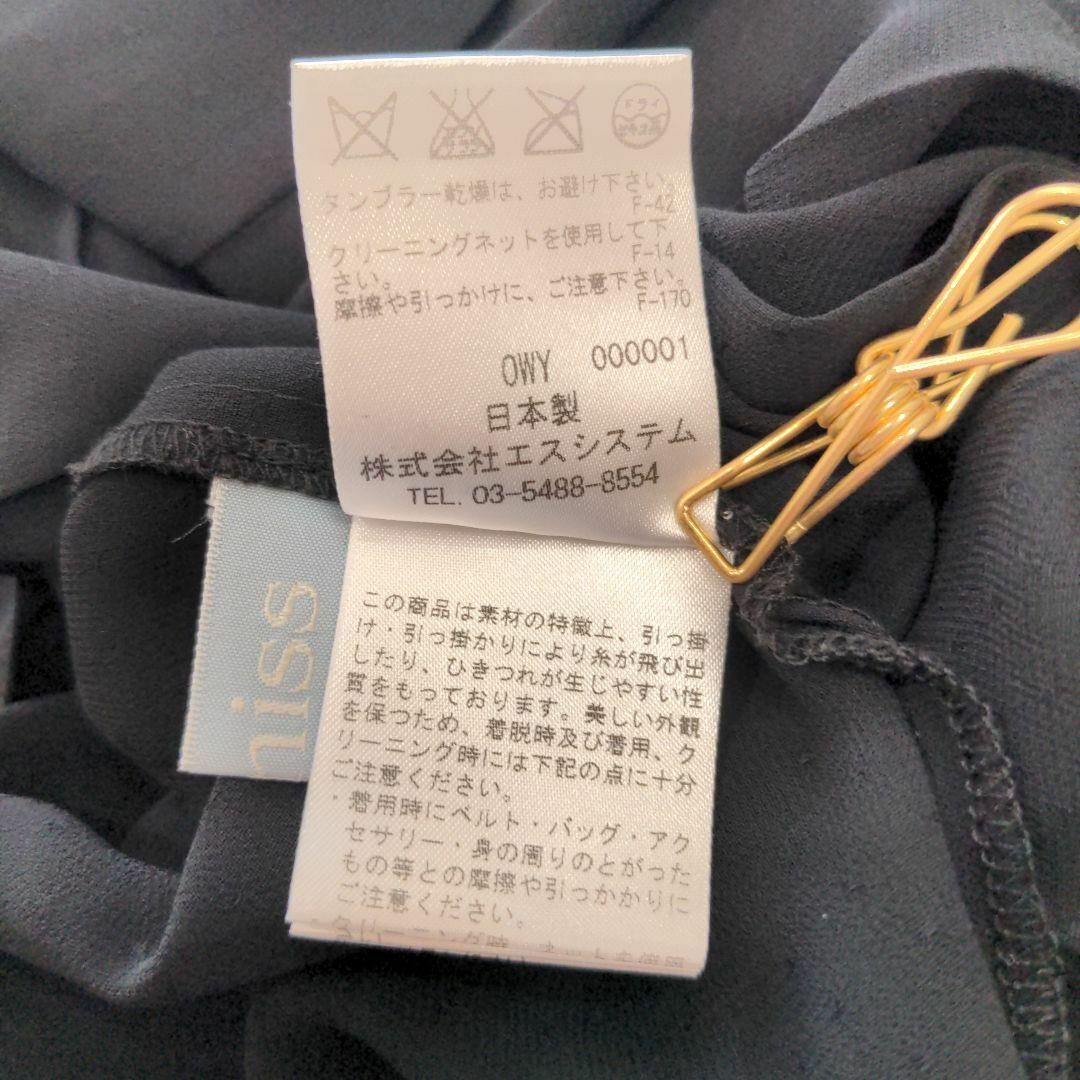 ドライ
タンブラー乾燥は、お避け下さい。
F-42
クリーニングネットを使用して下
さい。
F-14
摩擦や引っかけに、ご注意下さい。
F-170
OWY 000001
日本製
株式会社エスシステム
TEL. 03-5488-8554
この商品は素材の特徴上、引っ掛
け・引っ掛かりにより糸が飛び出
したり、ひきつれが生じやすい性
質をもっております。美しい外観
を保つため、着脱時及び着用、ク
リーニング時には下記の点に十分
ご注意ください。
・着用時にベルト・バッグ・アク
セサリー・身の周りのとがった
もの等との摩擦や引っかかりに
ご注意ください。
・クリーニング時
niss